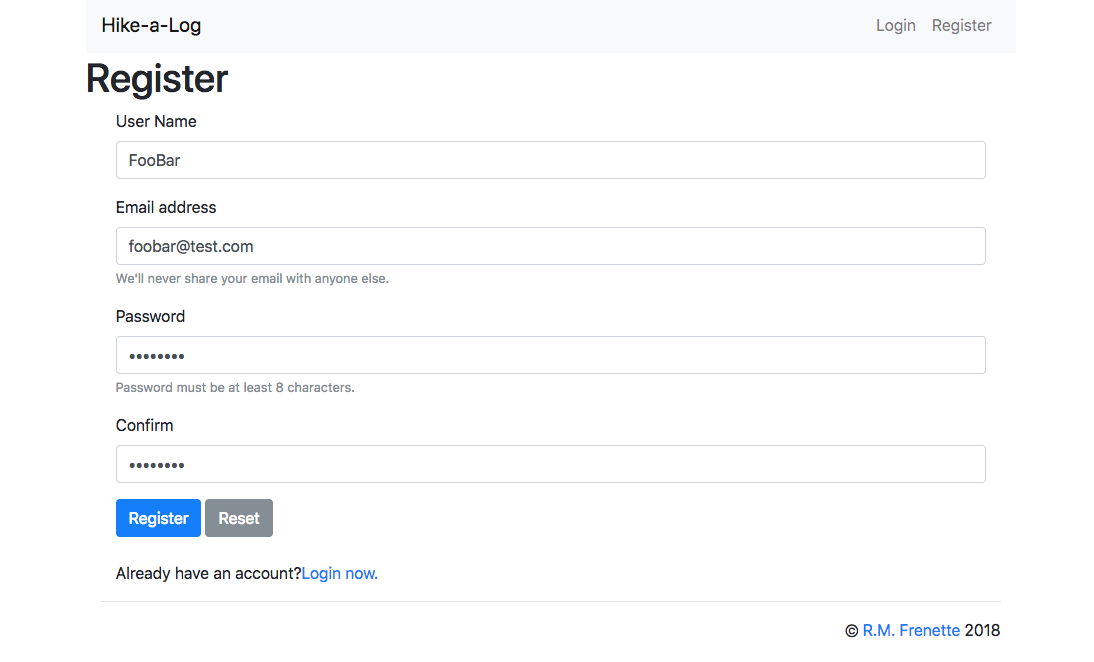 Hike-a-Log Login Register
Register
User Name
FooBar
Email address
foobar@test.com
We'll never share your email with anyone else.
Password
••••••••
Password must be at least 8 characters.
Confirm
••••••••
Register Reset
Already have an account?Login now.
© R.M. Frenette 2018